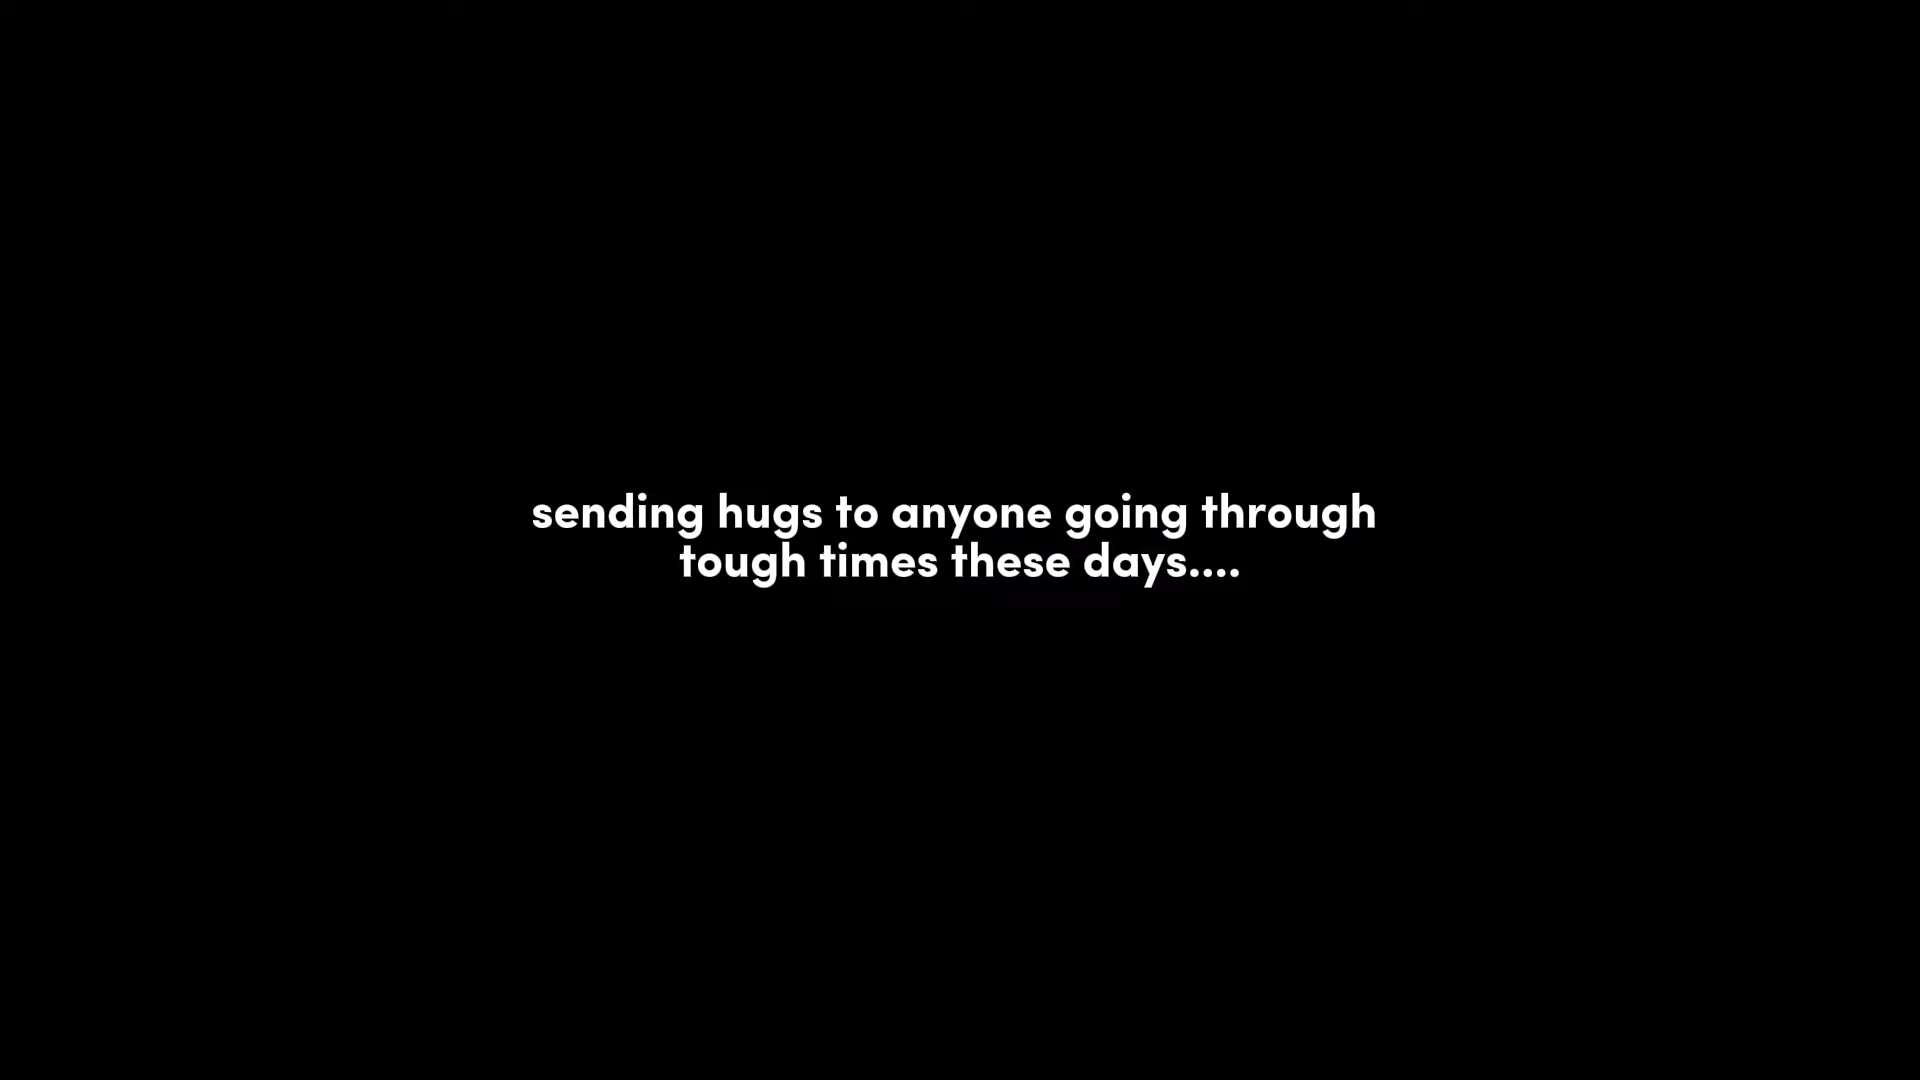 sending hugs to anyone going through
tough times these days....